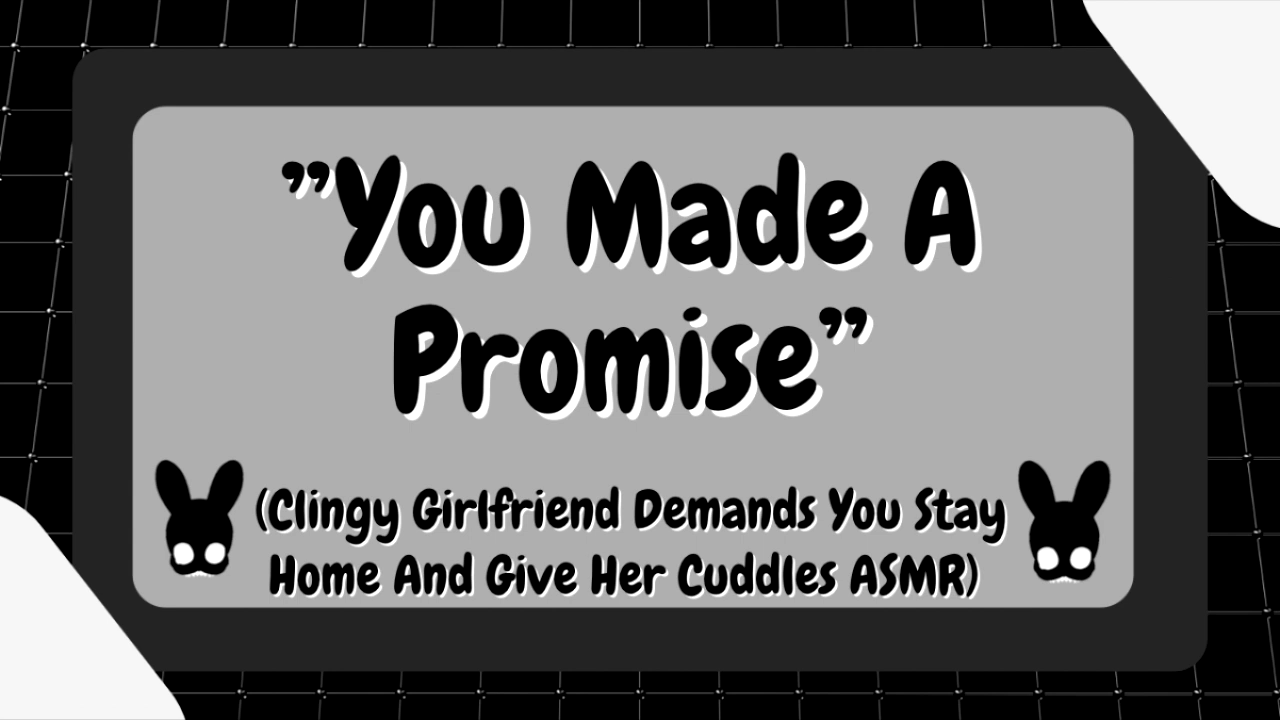 ”You Made A
Promise”
(Clingy Girlfriend Demands You Stay
Home And Give Her Cuddles ASMR)